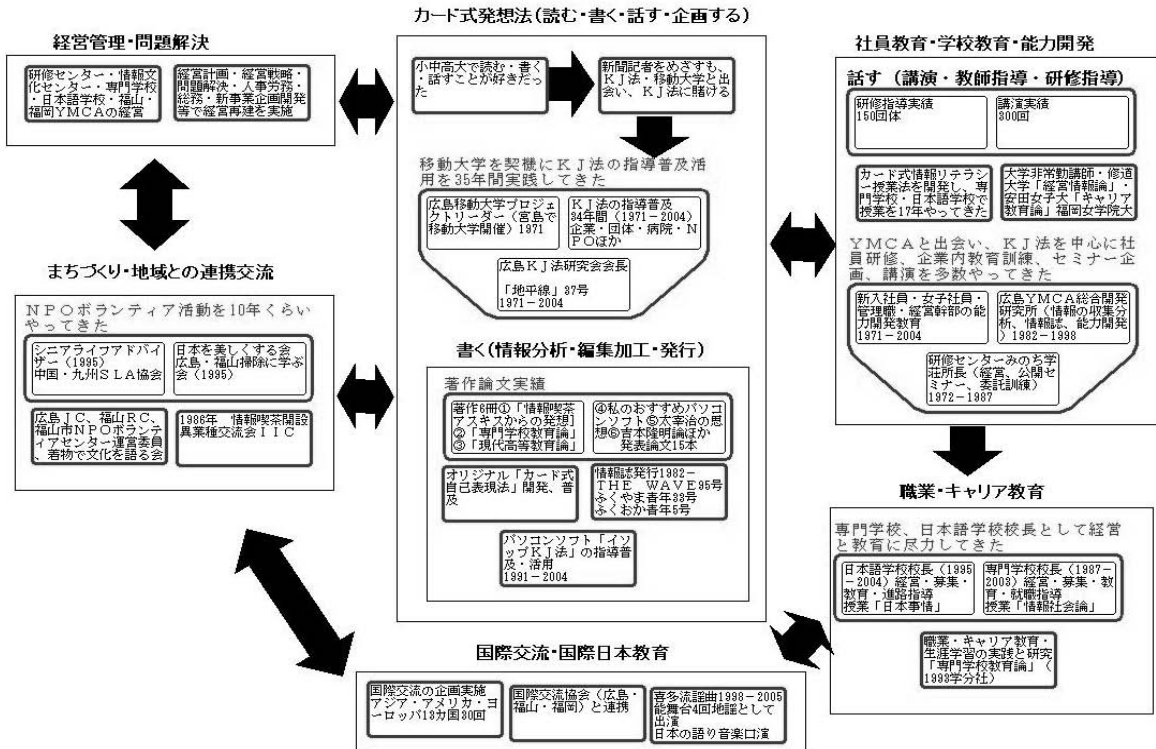 カード式発想法(読む・書く・話す・企画する)
経営管理・問題解決
研修センター・情報文
化センター・専門学校
・日本語学校・福山・
福岡YMCAの経営
経営計画・経営戦略・
問題解決・人事労務・
総務・新事業企画開発
等で経営再建を実施
小中高大で読む・書く
・話すことが好きだっ
た
新聞記者をめざすも、
KJ法・移動大学と出
会い、KJ法に賭ける
移動大学を契機にKJ法の指導普及活
用を35年間実践してきた
広島移動大学プロジェ
クトリーダー(宮島で
移動大学開催)1971
KJ法の指導普及
34年間(1971-2004)
企業・団体・病院・N
POほか
広島KJ法研究会会長
「地平線」37号
1971-2004
書く(情報分析・編集加工・発行)
著作論文実績
著作6冊①「情報喫茶
アスキスからの発想]
②「専門学校教育論」
③「現代高等教育論」
④私のおすすめパソコ
ンソフト⑤太宰治の思
想⑥吉本隆明論ほか
発表論文15本
オリジナル「カード式
自己表現法」開発、普
及
情報誌発行1982-
THE WAVE95号
ふくやま青年33号
ふくおか青年5号
パソコンソフト「イソ
ップKJ法」の指導普
及・活用
1991-2004
社員教育・学校教育・能力開発
話す (講演・教師指導・研修指導)
研修指導実績
150団体
講演実績
300回
カード式情報リテラシ
ー授業法を開発し、専
門学校・日本語学校で
授業を17年やってきた
大学非常勤講師・修道
大学「経営情報論」・
安田女子大「キャリア
教育論」福岡女学院大
YMCAと出会い、KJ法を中心に社
員研修、企業内教育訓練、セミナー企
画、講演を多数やってきた
新入社員・女子社員・
管理職・経営幹部の能
力開発教育
1971-2004
広島YMCA総合開発
研究所(情報の収集分
析、情報誌、能力開発
)1982-1998
研修センターみのち学
荘所長(経営、公開セ
ミナー、委託訓練)
1972-1987
まちづくり・地域との連携交流
NPOボランティア活動を10年くらい
やってきた
シニアライフアドバイ
ザー(1995)
中国・九州SLA協会
日本を美しくする会
広島・福山掃除に学ぶ
会(1995)
広島JC、福山RC、
福山市NPOボランテ
ィアセンター運営委員
、着物で文化を語る会
1986年 情報喫茶開設
異業種交流会IIC
職業・キャリア教育
専門学校、日本語学校校長として経営
と教育に尽力してきた
日本語学校校長(1995
-2004)経営・募集・
教育・進路指導
授業「日本事情」
専門学校校長(1987-
2003)経営・募集・教
育・就職指導
授業「情報社会論」
職業・キャリア教育・
生涯学習の実践と研究
「専門学校教育論」(
1993学分社)
国際交流・国際日本教育
国際交流の企画実施
アジア・アメリカ・ヨ
ーロッパ13カ国30回
国際交流協会(広島・
福山・福岡)と連携
喜多流謡曲1998-2005
能舞台4回地謡として
出演
日本の語り音楽口演